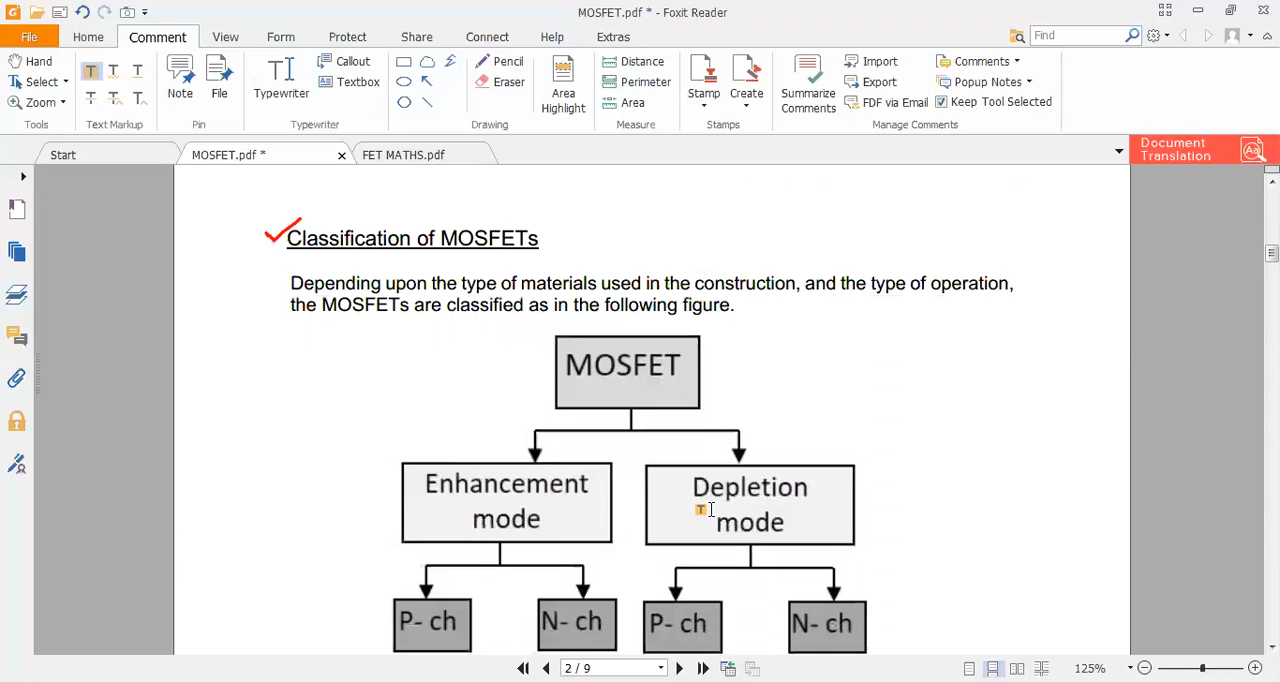 MOSFET.pdf * - Foxit Reader
File Home Comment View Form Protect Share Connect Help Extras Find
Hand
Select
Zoom
Tools
Text Markup
Note
File
Pin
Typewriter
Callout
Textbox
Typewriter
Pencil
Eraser
Drawing
Area
Highlight
Distance
Perimeter
Area
Measure
Stamp
Create
Stamps
Summarize
Comments
Import
Export
FDF via Email
Comments
Popup Notes
Keep Tool Selected
Manage Comments
Start
MOSFET.pdf *
FET MATHS.pdf
Document
Translation
Classification of MOSFETs
Depending upon the type of materials used in the construction, and the type of operation,
the MOSFETs are classified as in the following figure.
MOSFET
Enhancement
mode
Depletion
mode
P- ch
N- ch
P- ch
N- ch
2 / 9
125%